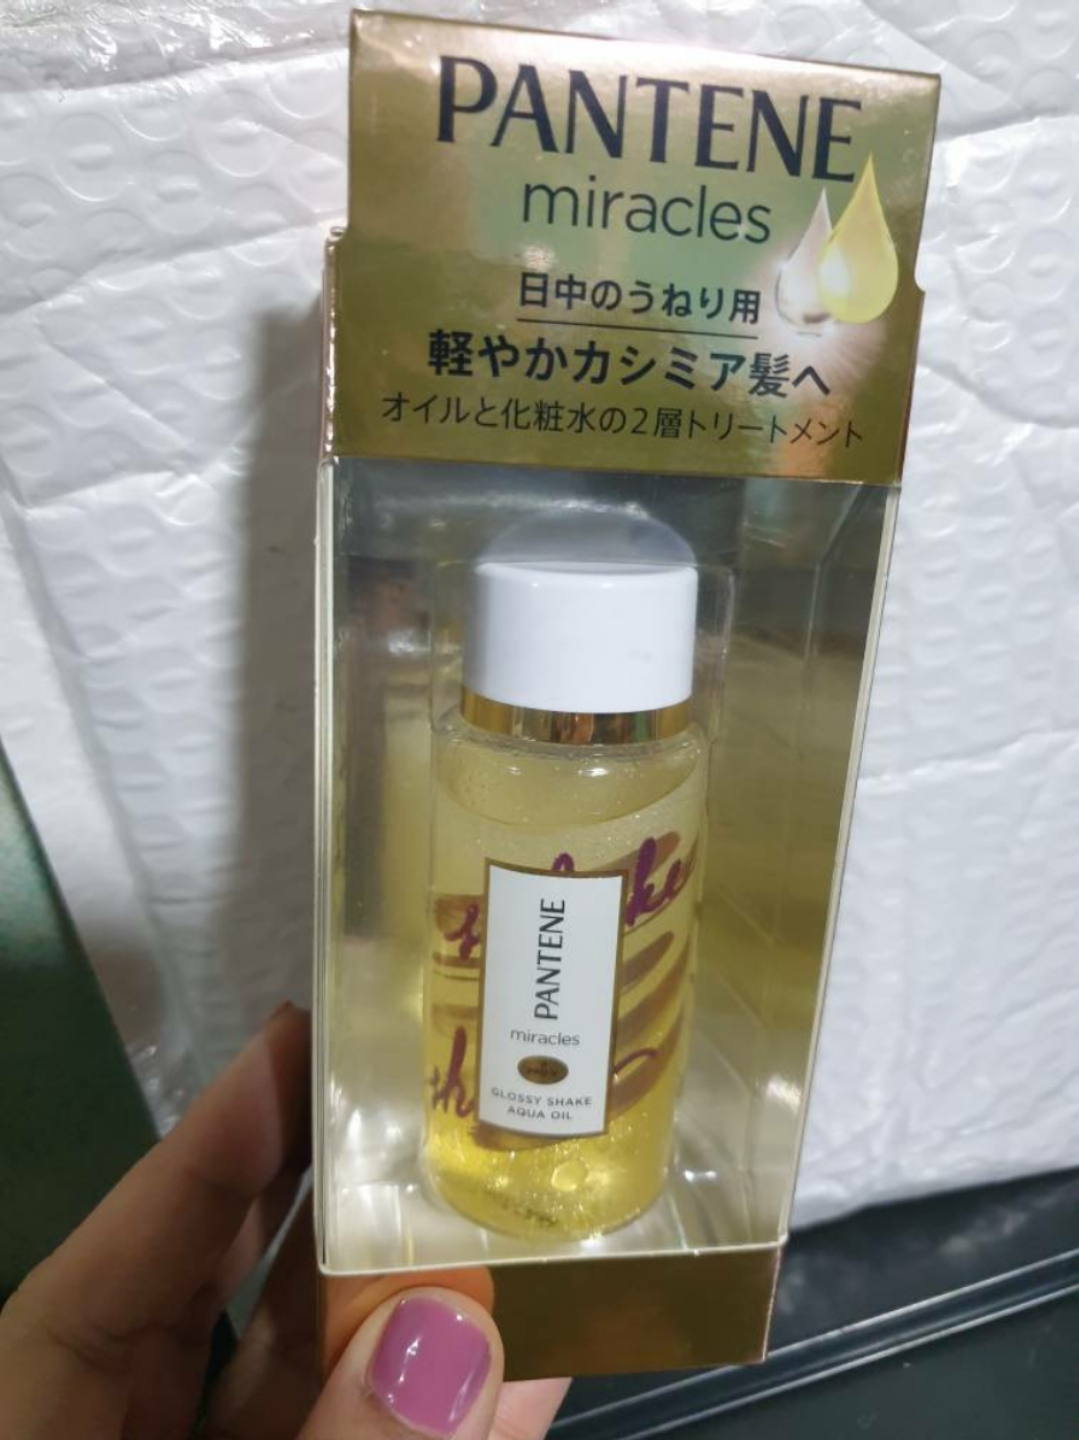 PANTENE
miracles
日中のうねり用
軽やかカシミア髪へ
オイルと化粧水の2層トリートメント
PANTENE
miracles
GLOSSY SHAKE
AQUA OIL